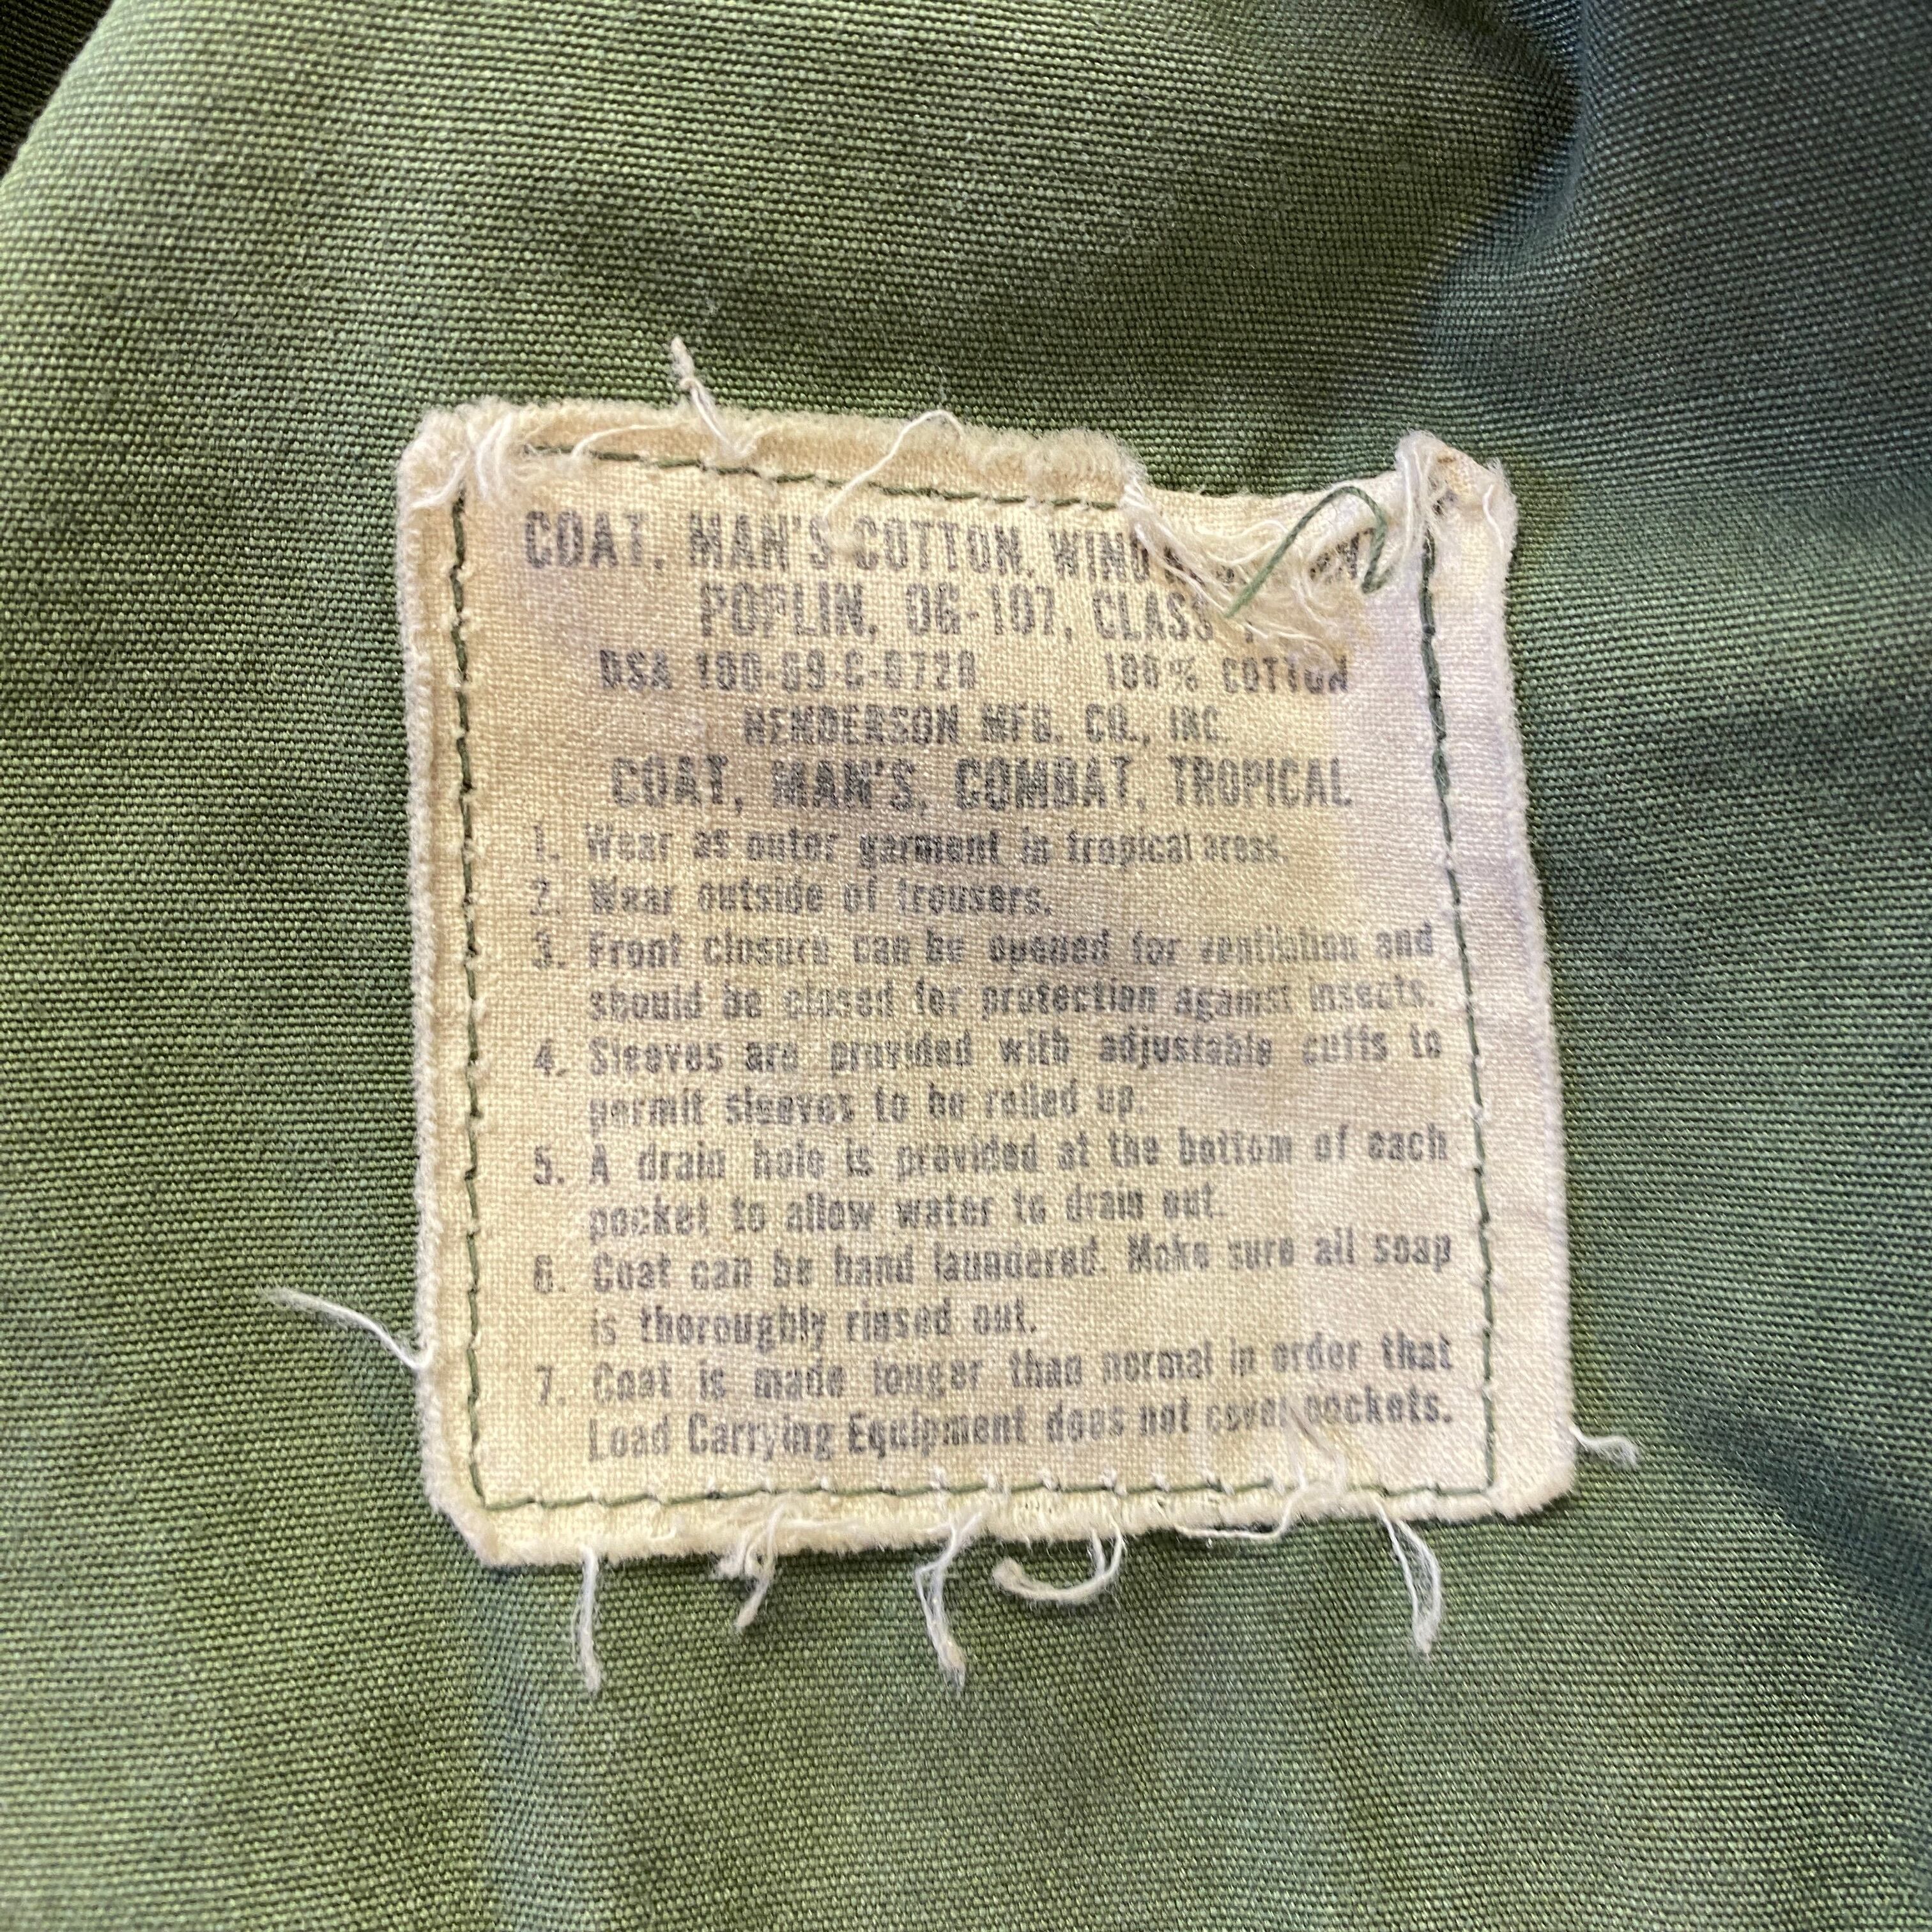 COAT, MAN'S COTTON, WIND
POPLIN, OG-107, CLASS
DSA 100-69-C-0728 100% COTTON
HENDERSON MFG. CO., INC.
COAT, MAN'S, COMBAT, TROPICAL
1. Wear as outer garment in tropical areas.
2. Wear outside of trousers.
3. Front closure can be opened for ventilation and
should be closed for protection against insects.
4. Sleeves are provided with adjustable cuffs to
permit sleeves to be rolled up.
5. A drain hole is provided at the bottom of each
pocket to allow water to drain out.
6. Coat can be hand laundered. Make sure all soap
is thoroughly rinsed out.
7. Coat is made longer than normal in order that
Load Carrying Equipment does not cover pockets.